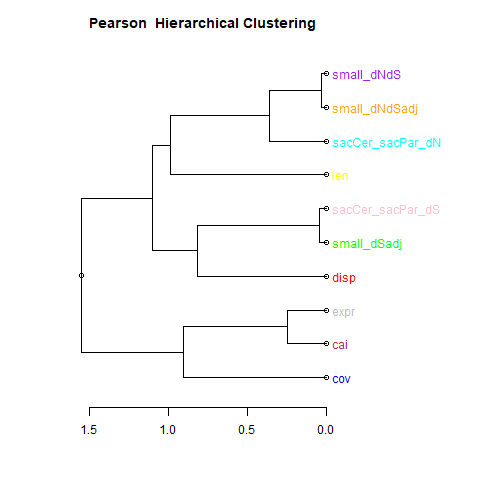 Pearson  Hierarchical Clustering
small_dNdS
small_dNdSadj
sacCer_sacPar_dN
len
sacCer_sacPar_dS
small_dSadj
disp
expr
cai
cov
1.5 1.0 0.5 0.0